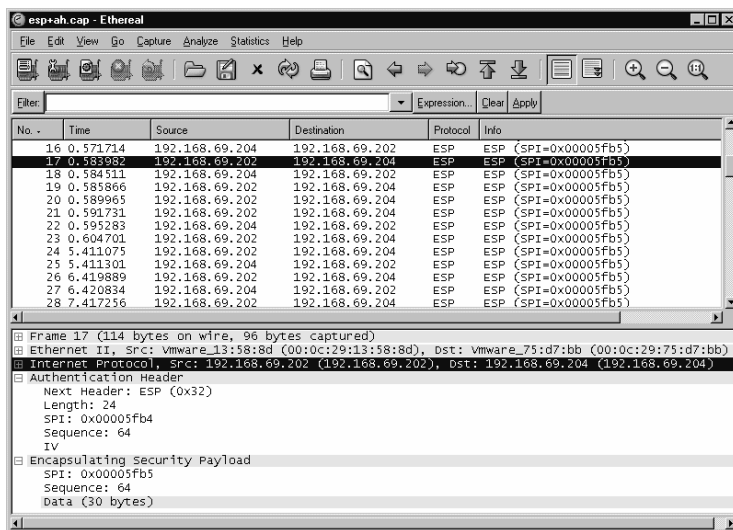 esp+ah.cap - Ethereal
File Edit View Go Capture Analyze Statistics Help
Filter: Expression... Clear Apply
No. . Time Source Destination Protocol Info
16 0.571714 192.168.69.204 192.168.69.202 ESP ESP (SPI=0x00005fb5)
17 0.583982 192.168.69.202 192.168.69.204 ESP ESP (SPI=0x00005fb5)
18 0.584511 192.168.69.204 192.168.69.202 ESP ESP (SPI=0x00005fb5)
19 0.585866 192.168.69.204 192.168.69.202 ESP ESP (SPI=0x00005fb5)
20 0.589965 192.168.69.202 192.168.69.204 ESP ESP (SPI=0x00005fb5)
21 0.591731 192.168.69.204 192.168.69.202 ESP ESP (SPI=0x00005fb5)
22 0.595283 192.168.69.202 192.168.69.204 ESP ESP (SPI=0x00005fb5)
23 0.604701 192.168.69.202 192.168.69.204 ESP ESP (SPI=0x00005fb5)
24 5.411075 192.168.69.204 192.168.69.202 ESP ESP (SPI=0x00005fb5)
25 5.411301 192.168.69.202 192.168.69.204 ESP ESP (SPI=0x00005fb5)
26 6.419889 192.168.69.204 192.168.69.202 ESP ESP (SPI=0x00005fb5)
27 6.420834 192.168.69.202 192.168.69.204 ESP ESP (SPI=0x00005fb5)
28 7.417256 192.168.69.204 192.168.69.202 ESP ESP (SPI=0x00005fb5)
Frame 17 (114 bytes on wire, 96 bytes captured)
Ethernet II, Src: Vmware_13:58:8d (00:0c:29:13:58:8d), Dst: Vmware_75:d7:bb (00:0c:29:75:d7:bb)
Internet Protocol, Src: 192.168.69.202 (192.168.69.202), Dst: 192.168.69.204 (192.168.69.204)
Authentication Header
Next Header: ESP (0x32)
Length: 24
SPI: 0x00005fb4
Sequence: 64
IV
Encapsulating Security Payload
SPI: 0x00005fb5
Sequence: 64
Data (30 bytes)